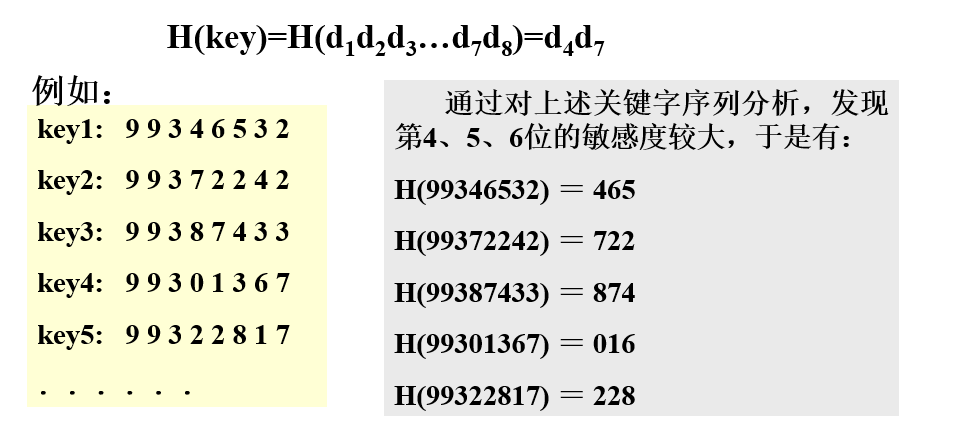 H(key)=H(d₁d₂d₃…d₇d₈)=d₄d₇
例如：
key1: 9 9 3 4 6 5 3 2
key2: 9 9 3 7 2 2 4 2
key3: 9 9 3 8 7 4 3 3
key4: 9 9 3 0 1 3 6 7
key5: 9 9 3 2 2 8 1 7
. . . . . .
通过对上述关键字序列分析，发现
第4、5、6位的敏感度较大，于是有：
H(99346532) ＝ 465
H(99372242) ＝ 722
H(99387433) ＝ 874
H(99301367) ＝ 016
H(99322817) ＝ 228